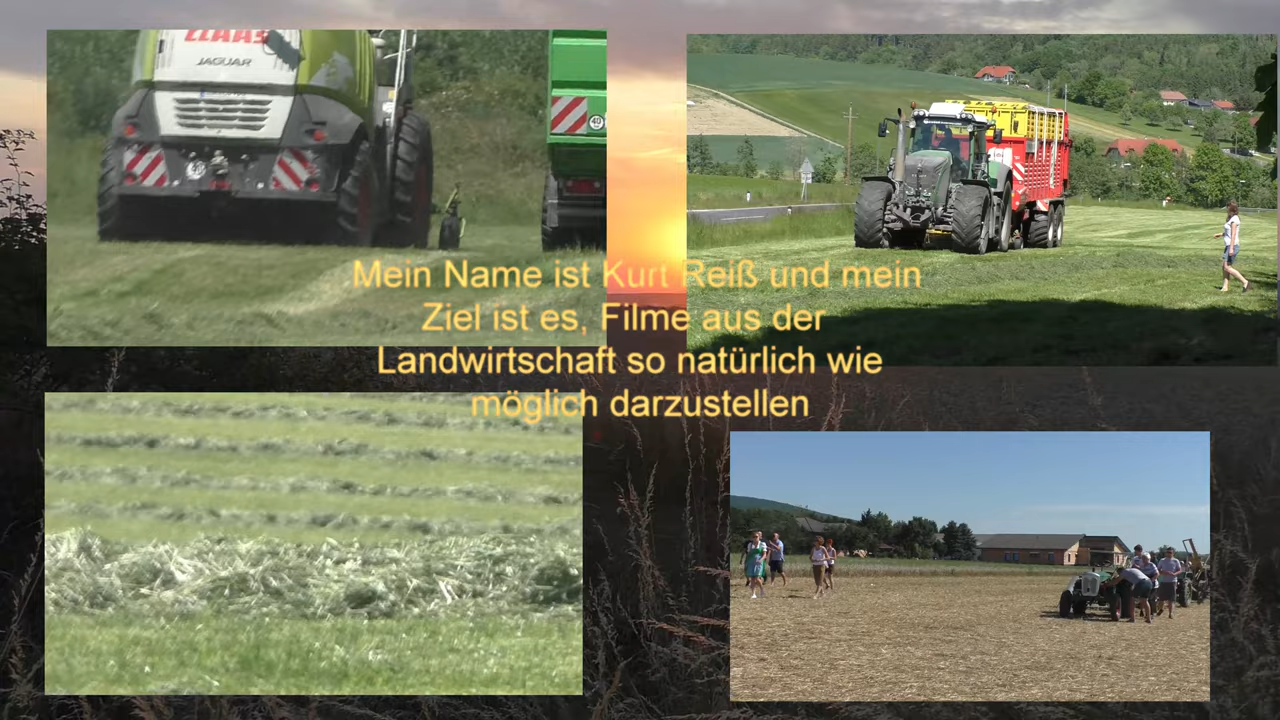 CLAAS
JAGUAR
40
Mein Name ist Kurt Reiß und mein
Ziel ist es, Filme aus der
Landwirtschaft so natürlich wie
möglich darzustellen